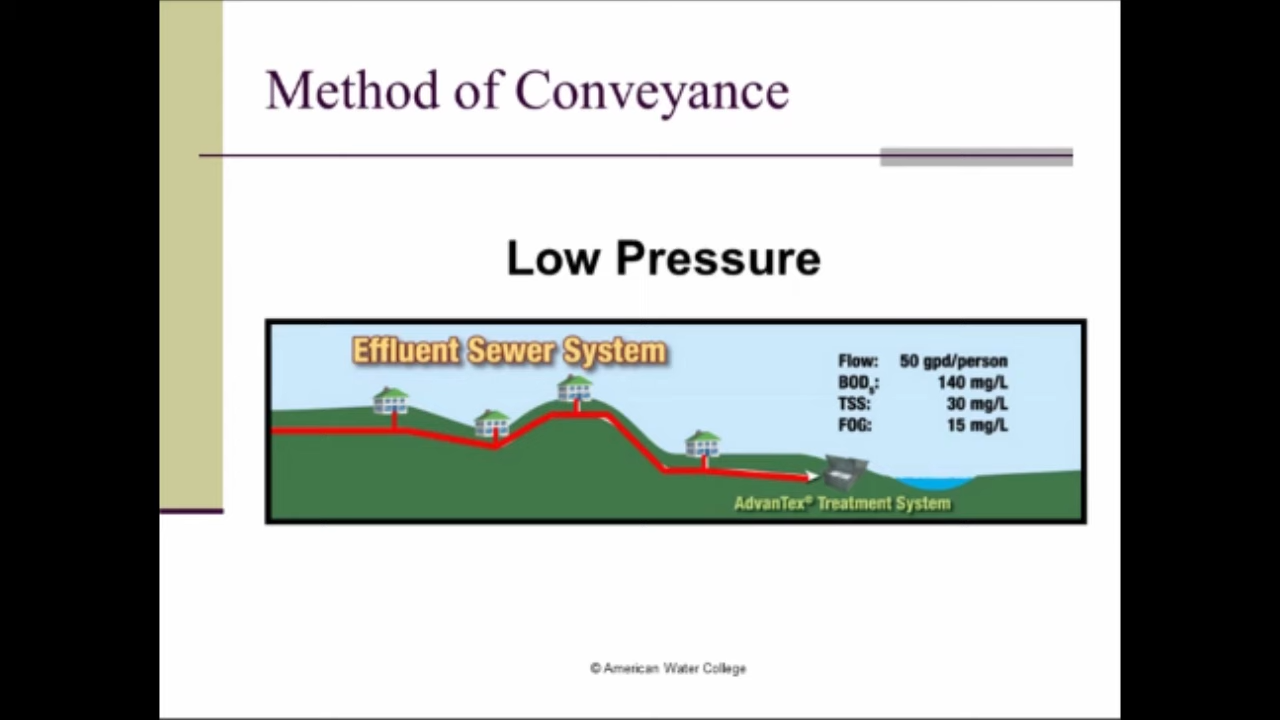 Method of Conveyance
Low Pressure
Effluent Sewer System
Flow: 50 gpd/person
BOD₅: 140 mg/L
TSS: 30 mg/L
FOG: 15 mg/L
AdvanTex® Treatment System
© American Water College